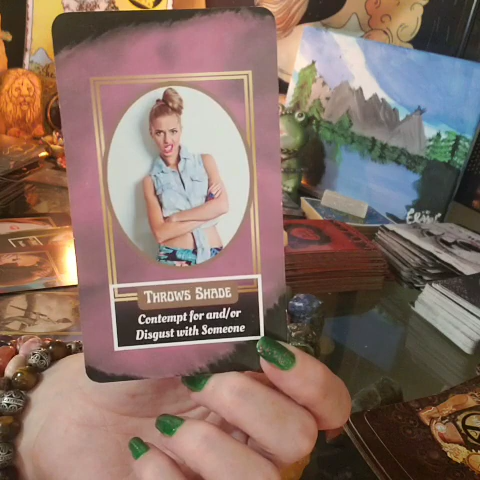 Throws Shade
Contempt for and/or
Disgust with Someone